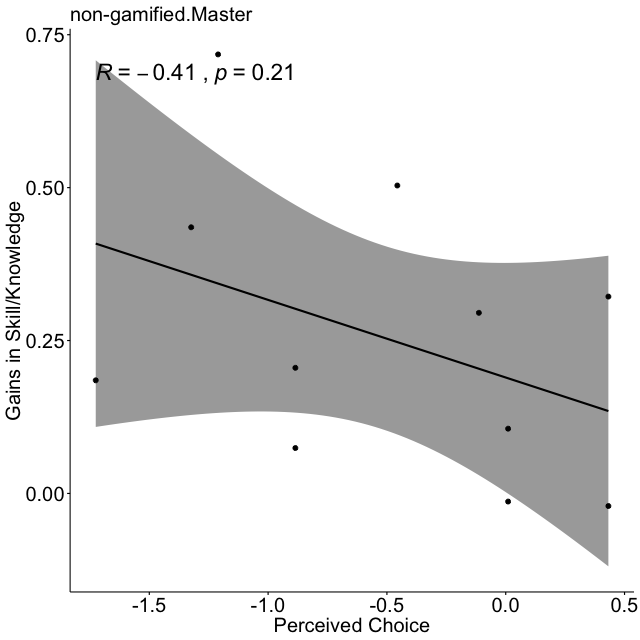 non-gamified.Master
0.75
R = − 0.41 , p = 0.21
0.50
0.25
0.00
Gains in Skill/Knowledge
-1.5 -1.0 -0.5 0.0 0.5
Perceived Choice